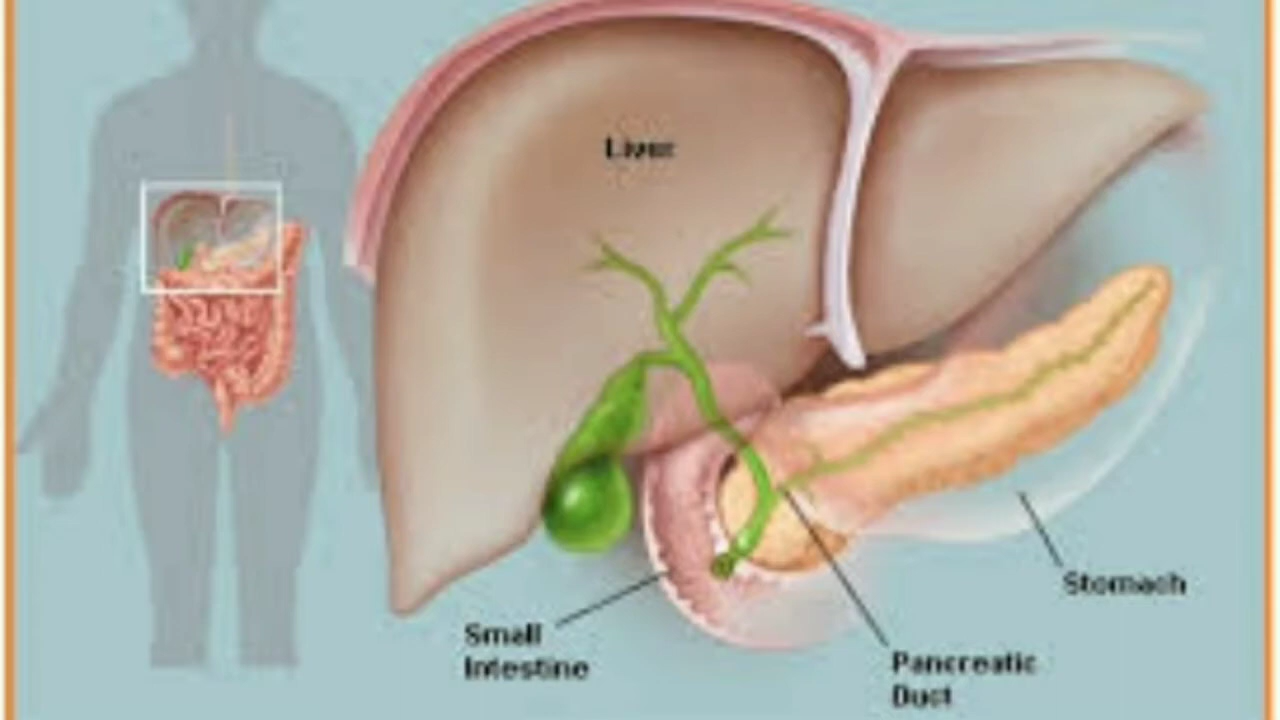 Liver
Stomach
Small
Intestine
Pancreatic
Duct